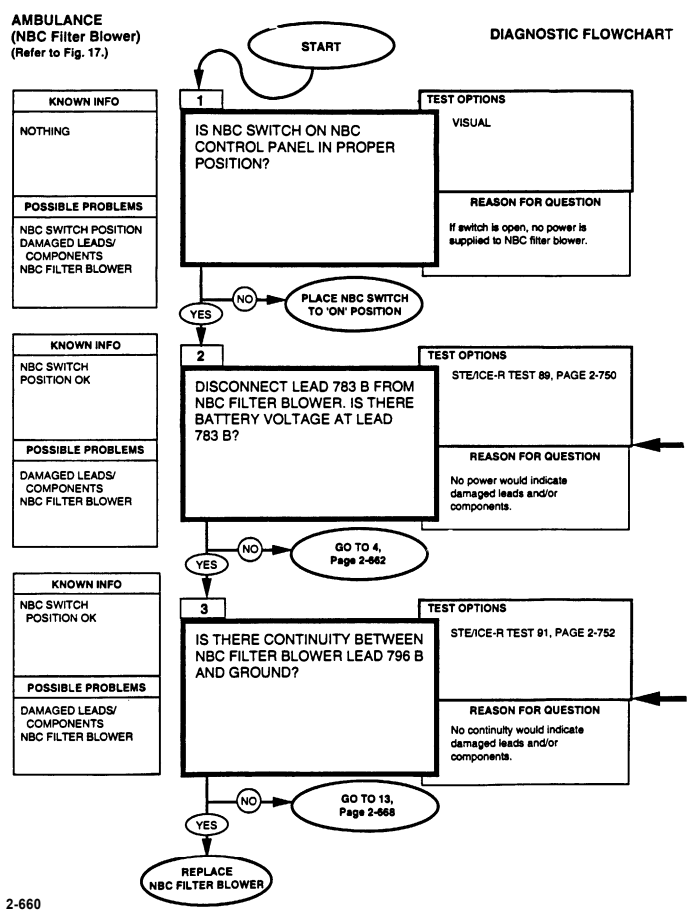 AMBULANCE
(NBC Filter Blower)
(Refer to Fig. 17.)
START
DIAGNOSTIC FLOWCHART
KNOWN INFO
NOTHING
POSSIBLE PROBLEMS
NBC SWITCH POSITION
DAMAGED LEADS/
COMPONENTS
NBC FILTER BLOWER
1
IS NBC SWITCH ON NBC
CONTROL PANEL IN PROPER
POSITION?
TEST OPTIONS
VISUAL
REASON FOR QUESTION
If switch is open, no power is
supplied to NBC filter blower.
NO
PLACE NBC SWITCH
TO 'ON' POSITION
YES
KNOWN INFO
NBC SWITCH
POSITION OK
POSSIBLE PROBLEMS
DAMAGED LEADS/
COMPONENTS
NBC FILTER BLOWER
2
DISCONNECT LEAD 783 B FROM
NBC FILTER BLOWER. IS THERE
BATTERY VOLTAGE AT LEAD
783 B?
TEST OPTIONS
STE/ICE-R TEST 89, PAGE 2-750
REASON FOR QUESTION
No power would indicate
damaged leads and/or
components.
NO
GO TO 4,
Page 2-662
YES
KNOWN INFO
NBC SWITCH
POSITION OK
POSSIBLE PROBLEMS
DAMAGED LEADS/
COMPONENTS
NBC FILTER BLOWER
3
IS THERE CONTINUITY BETWEEN
NBC FILTER BLOWER LEAD 796 B
AND GROUND?
TEST OPTIONS
STE/ICE-R TEST 91, PAGE 2-752
REASON FOR QUESTION
No continuity would indicate
damaged leads and/or
components.
NO
GO TO 13,
Page 2-668
YES
REPLACE
NBC FILTER BLOWER
2-660